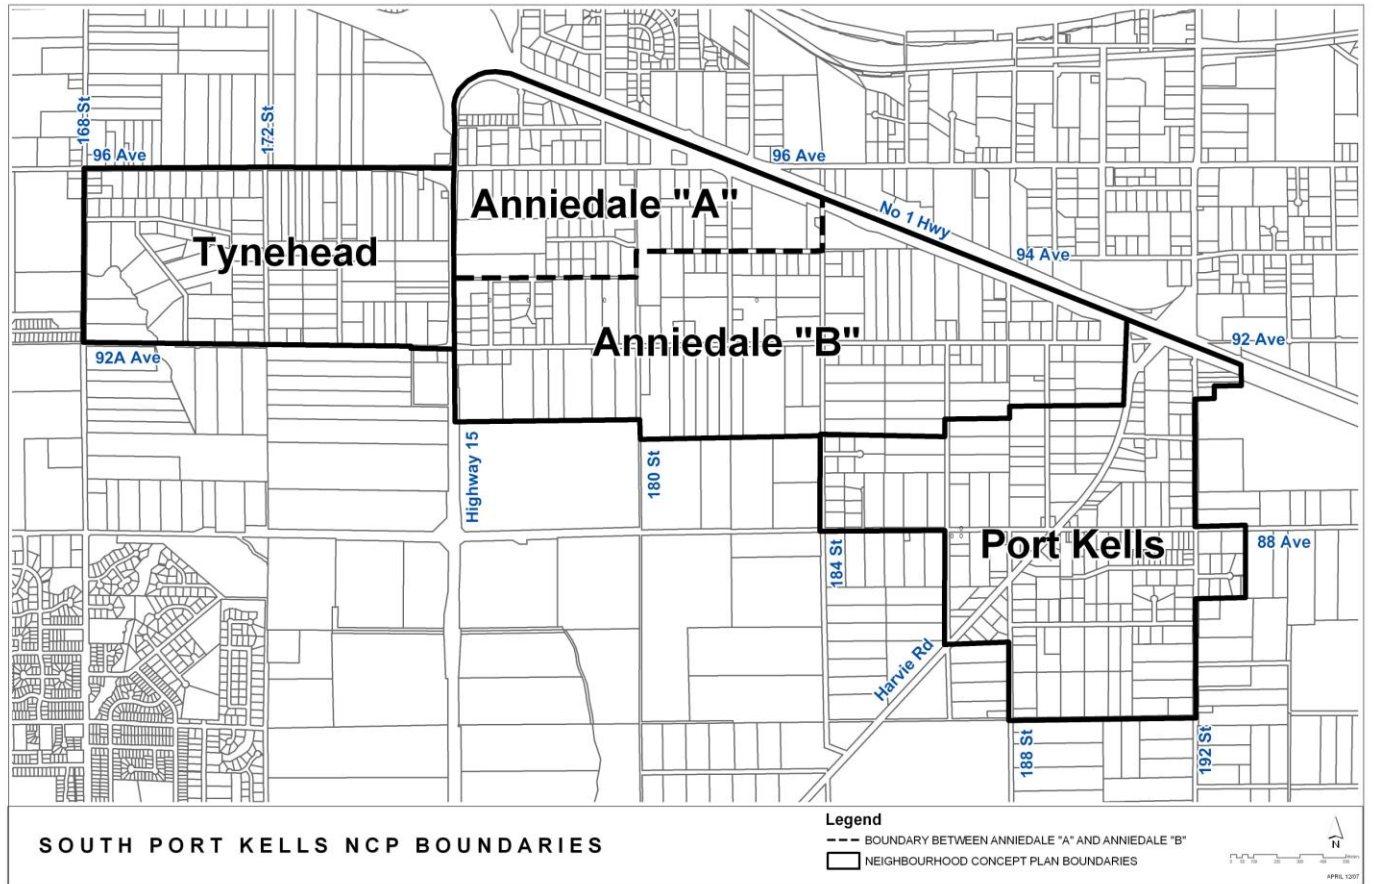 168 St
172 St
96 Ave
96 Ave
Anniedale "A"
No 1 Hwy
Tynehead
94 Ave
Anniedale "B"
92 Ave
92A Ave
Highway 15
180 St
184 St
Port Kells
88 Ave
Harvie Rd
188 St
192 St
SOUTH PORT KELLS NCP BOUNDARIES
Legend
BOUNDARY BETWEEN ANNIEDALE "A" AND ANNIEDALE "B"
NEIGHBOURHOOD CONCEPT PLAN BOUNDARIES
N
APRIL 12/07